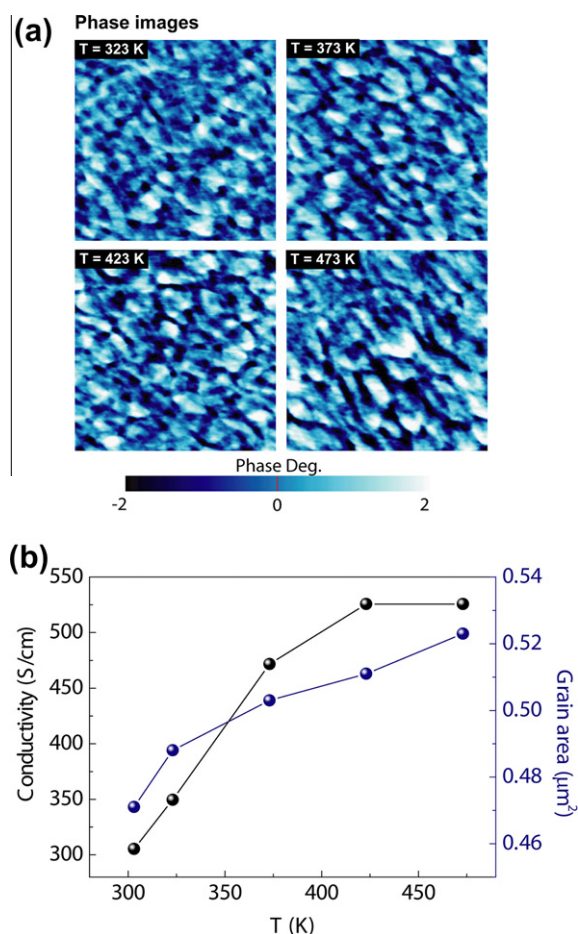 (a)
Phase images
T = 323 K
T = 373 K
T = 423 K
T = 473 K
Phase Deg.
-2 0 2
(b)
550
500
450
400
350
300
Conductivity (S/cm)
0.54
0.52
0.50
0.48
0.46
Grain area (μm²)
300 350 400 450
T (K)